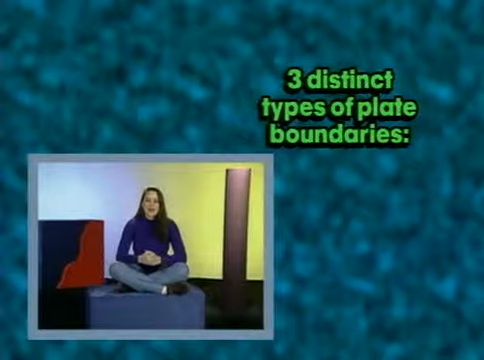 3 distinct
types of plate
boundaries: